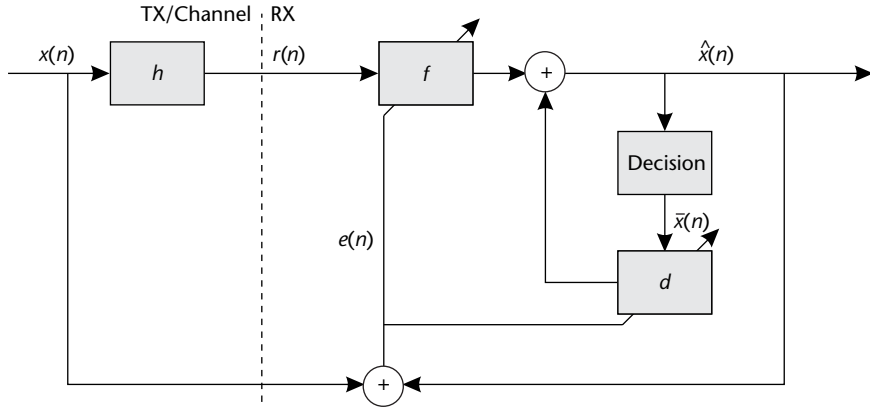 TX/Channel RX
x(n)
h
r(n)
f
+
x̂(n)
Decision
x̄(n)
e(n)
d
+